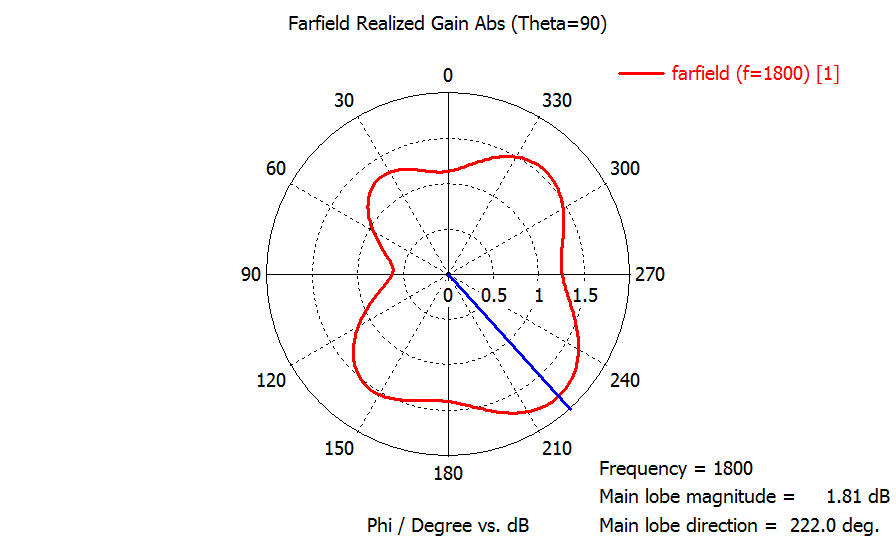 Farfield Realized Gain Abs (Theta=90)
farfield (f=1800) [1]
0
30
330
60
300
90
270
0 0.5 1 1.5
120
240
150
210
180
Frequency = 1800
Main lobe magnitude = 1.81 dB
Main lobe direction = 222.0 deg.
Phi / Degree vs. dB